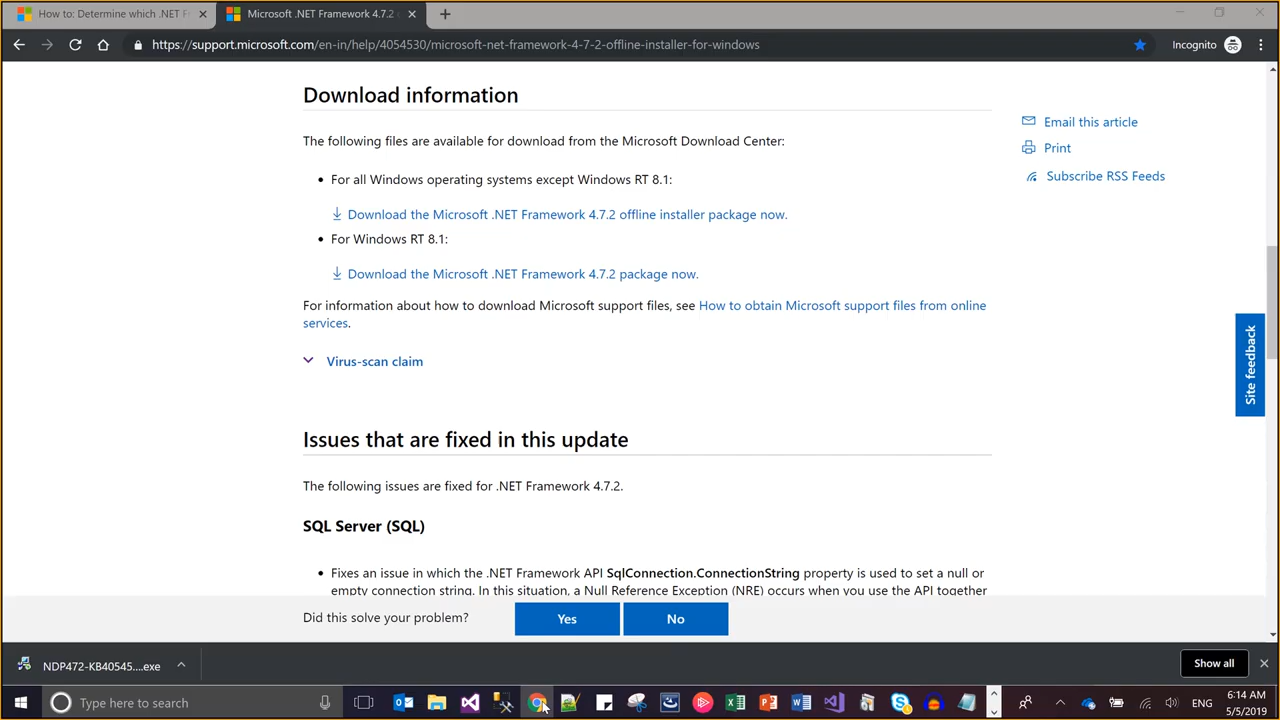 How to: Determine which .NET F
Microsoft .NET Framework 4.7.2
https://support.microsoft.com/en-in/help/4054530/microsoft-net-framework-4-7-2-offline-installer-for-windows
Incognito
Download information
The following files are available for download from the Microsoft Download Center:
• For all Windows operating systems except Windows RT 8.1:
Download the Microsoft .NET Framework 4.7.2 offline installer package now.
• For Windows RT 8.1:
Download the Microsoft .NET Framework 4.7.2 package now.
For information about how to download Microsoft support files, see How to obtain Microsoft support files from online
services.
Virus-scan claim
Email this article
Print
Subscribe RSS Feeds
Site feedback
Issues that are fixed in this update
The following issues are fixed for .NET Framework 4.7.2.
SQL Server (SQL)
• Fixes an issue in which the .NET Framework API SqlConnection.ConnectionString property is used to set a null or
empty connection string. In this situation, a Null Reference Exception (NRE) occurs when you use the API together
Did this solve your problem?
Yes
No
NDP472-KB40545....exe
Show all
Type here to search
ENG
6:14 AM
5/5/2019